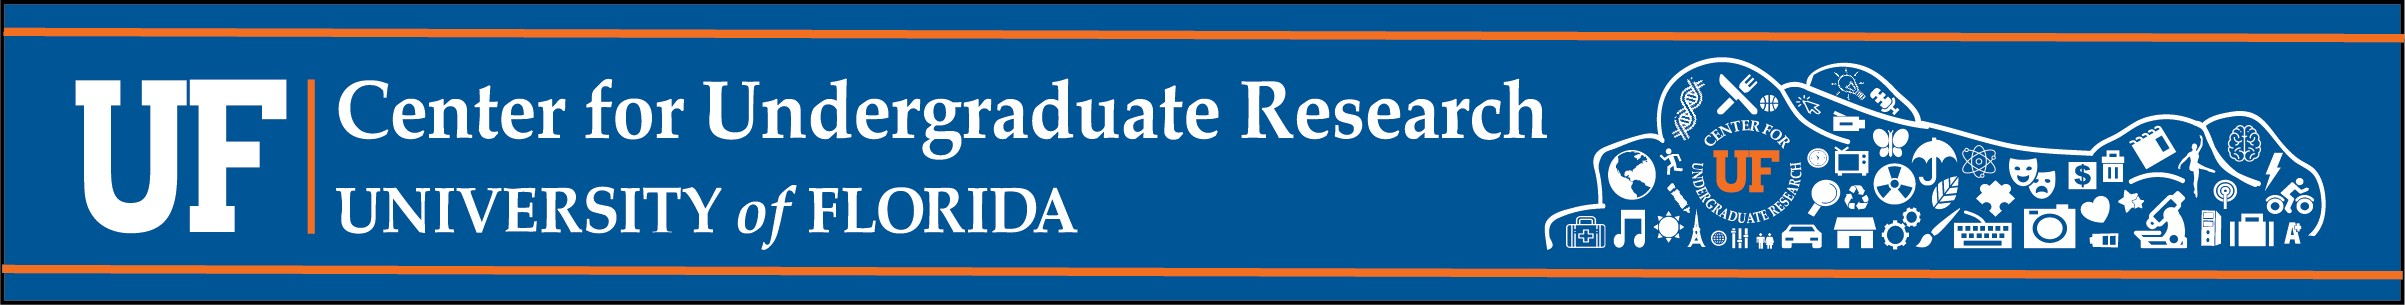 UF
Center for Undergraduate Research
UNIVERSITY of FLORIDA
CENTER FOR
UF
UNDERGRADUATE RESEARCH
$
A+